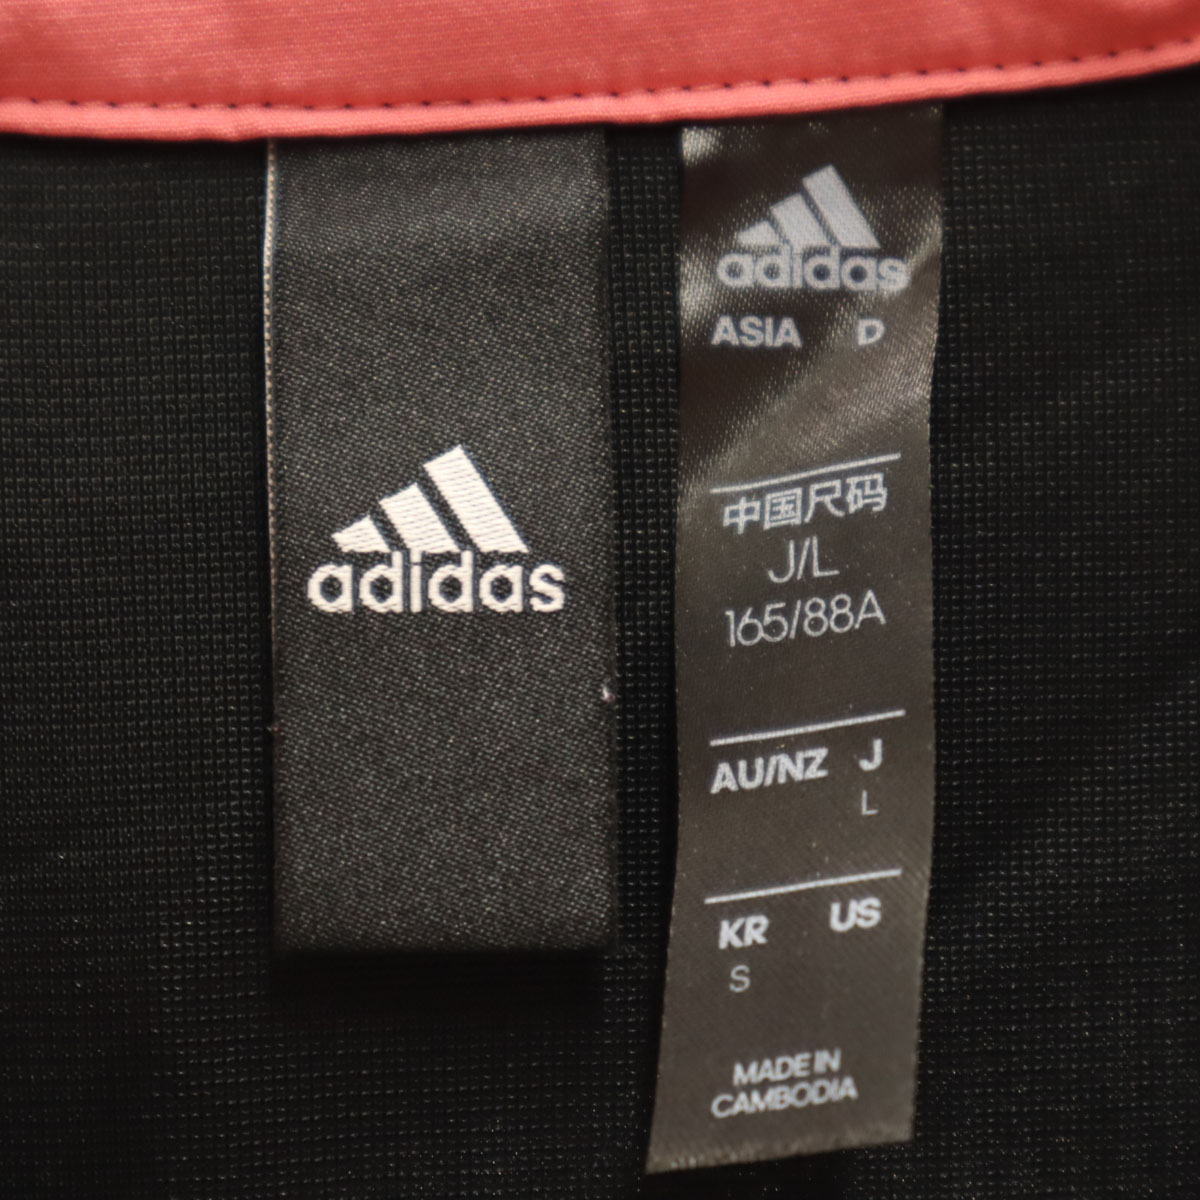 adidas
adidas
ASIA D
中国尺码
J/L
165/88A
AU/NZ J
L
KR US
S
MADE IN
CAMBODIA